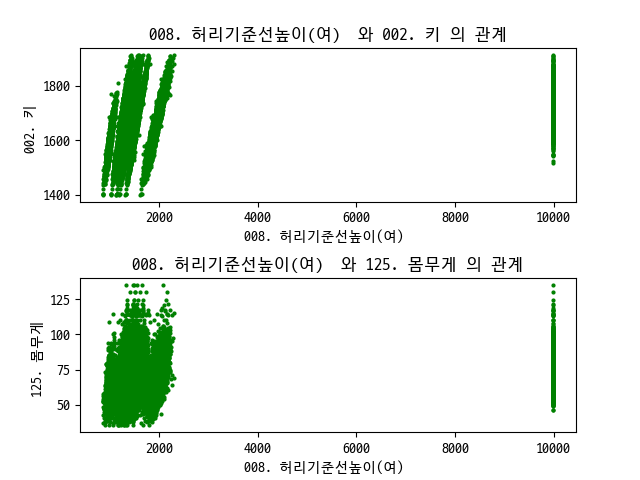 008. 허리기준선높이(여)  와 002. 키 의 관계
1800
1600
1400
002. 키
2000 4000 6000 8000 10000
008. 허리기준선높이(여)
008. 허리기준선높이(여)  와 125. 몸무게 의 관계
125
100
75
50
125. 몸무게
2000 4000 6000 8000 10000
008. 허리기준선높이(여)